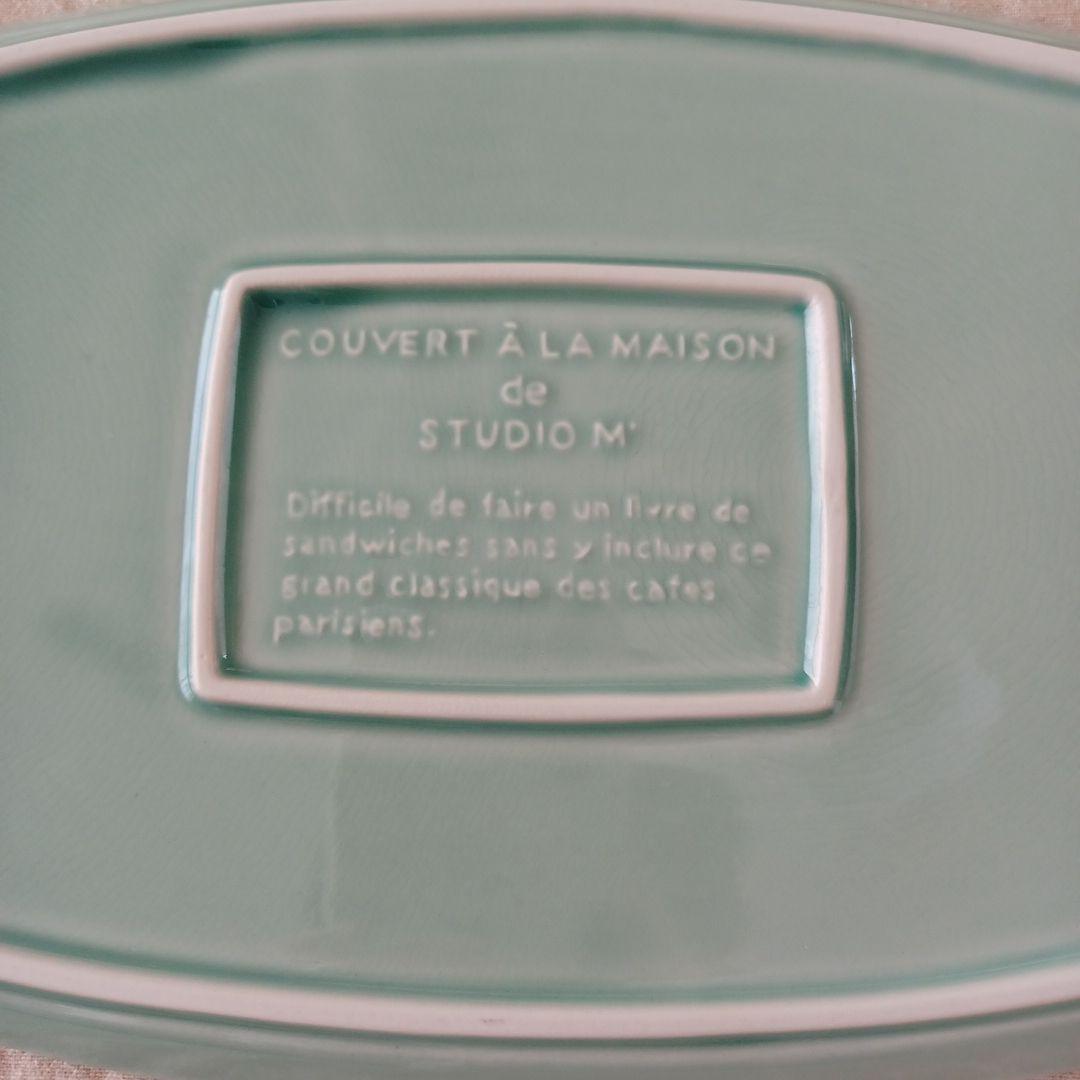 COUVERT À LA MAISON
de
STUDIO M'
Difficile de faire un livre de
sandwiches sans y inclure ce
grand classique des cafes
parisiens.